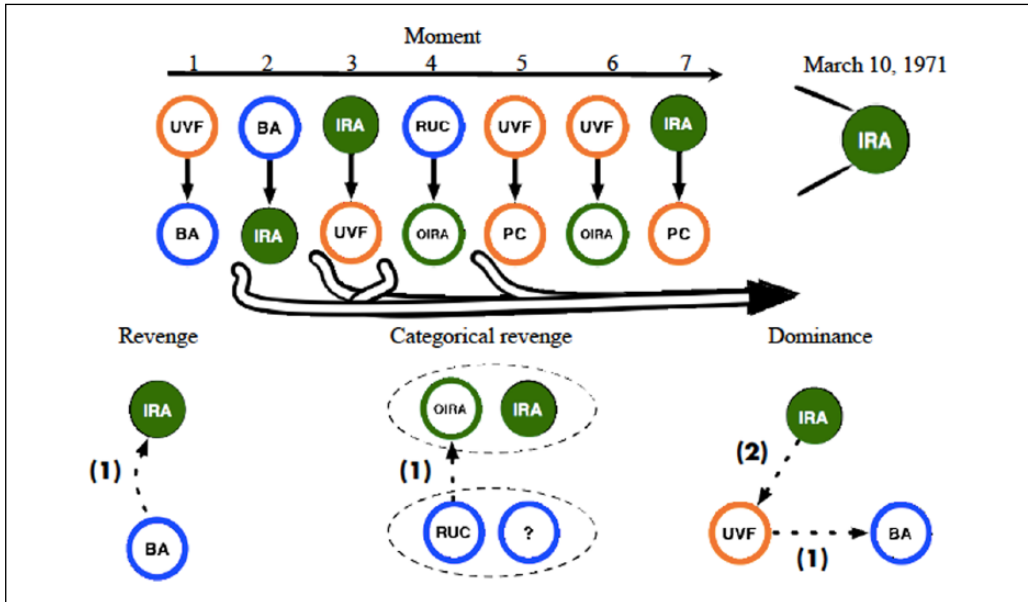 Moment
1 2 3 4 5 6 7
March 10, 1971
UVF BA IRA RUC UVF UVF IRA
IRA
BA IRA UVF OIRA PC OIRA PC
Revenge Categorical revenge Dominance
IRA OIRA IRA IRA
(1) (1) (2)
BA RUC ? UVF BA
(1)